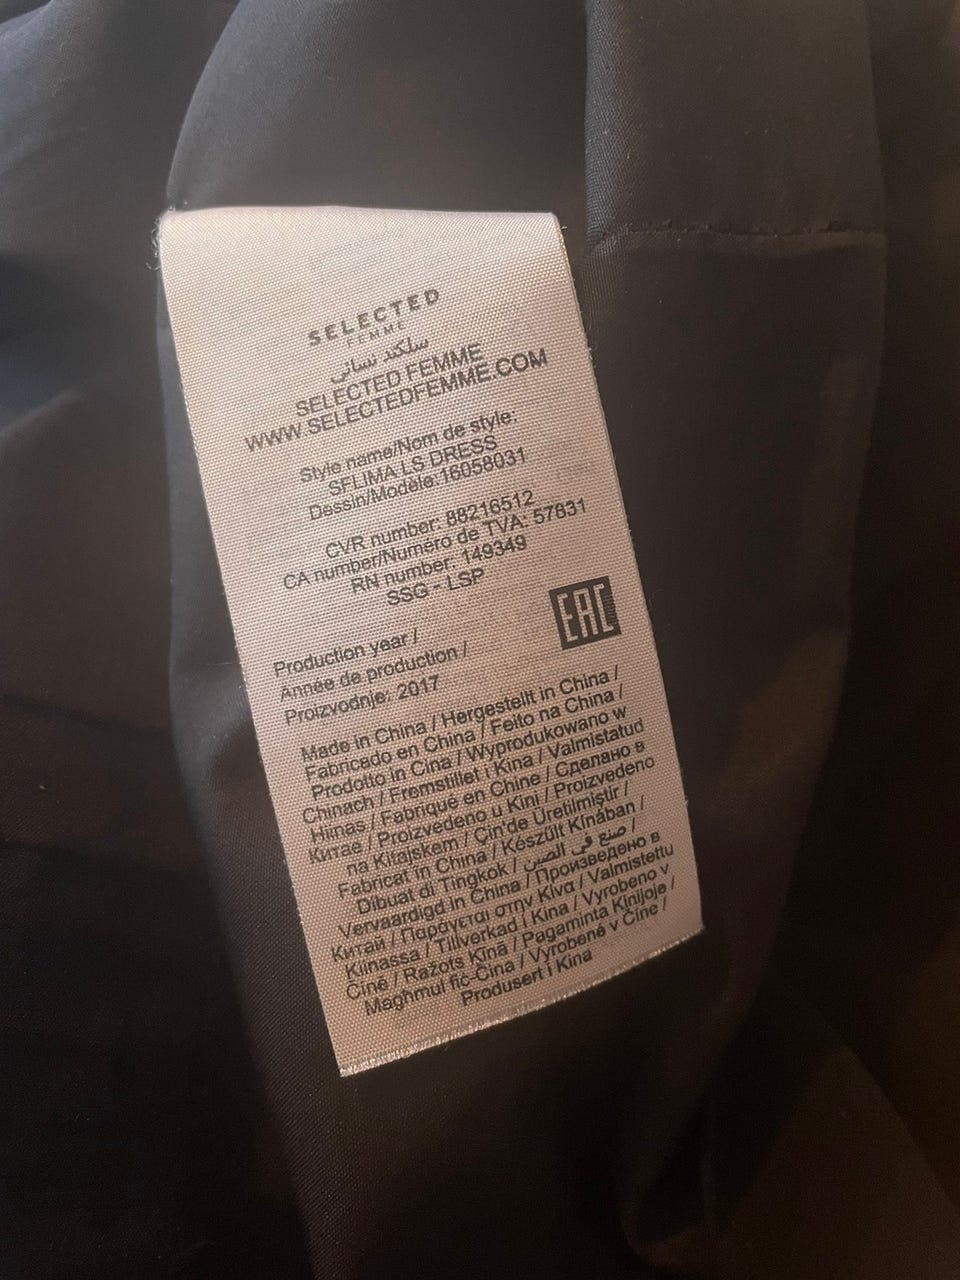 SELECTED
FEMME
سلكتد نسائي
SELECTED FEMME
WWW.SELECTEDFEMME.COM
Style name/Nom de style:
SFLIMA LS DRESS
Dessin/Modèle:16058031
CVR number: 88216512
CA number/Numéro de TVA: 57831
RN number: 149349
SSG - LSP
EAC
Production year /
Année de production /
Proizvodnje: 2017
Made in China / Hergestellt in China /
Fabricado en China / Feito na China /
Prodotto in Cina / Wyprodukowano w
Chinach / Fremstillet i Kina / Valmistatud
Hiinas / Fabriqué en Chine / Сделано в
Китае / Proizvedeno u Kini / Proizvedeno
na Kitajskem / Çin'de Üretilmiştir /
Fabricat în China / Készült Kínában /
Dibuat di Tingkok / صنع في الصين /
Vervaardigd in China / Произведено в
Китай / Παράγεται στην Κίνα / Valmistettu
Kiinassa / Tillverkad i Kina / Vyrobeno v
Číně / Ražots Ķīnā / Pagaminta Kinijoje /
Maghmul fic-Ċina / Vyrobené v Číne /
Produsert i Kina